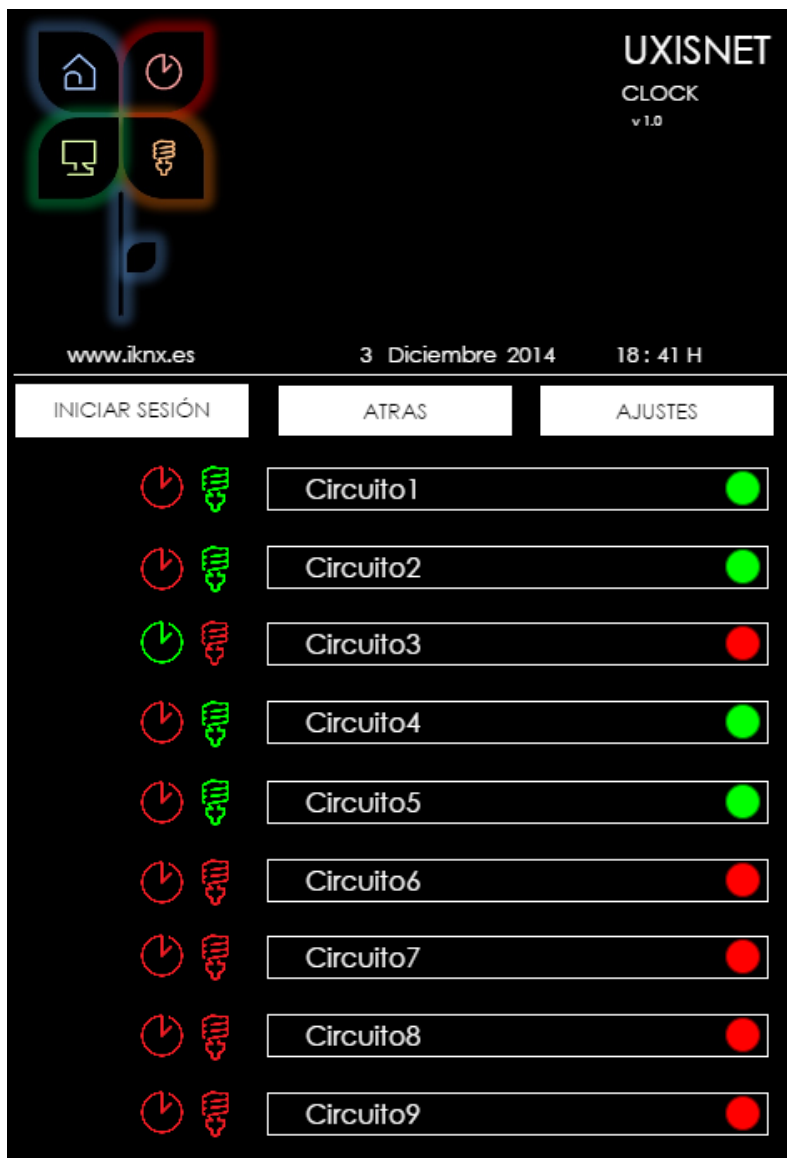 UXISNET
CLOCK
v 1.0
www.iknx.es 3 Diciembre 2014 18 : 41 H
INICIAR SESIÓN ATRAS AJUSTES
Circuito1
Circuito2
Circuito3
Circuito4
Circuito5
Circuito6
Circuito7
Circuito8
Circuito9